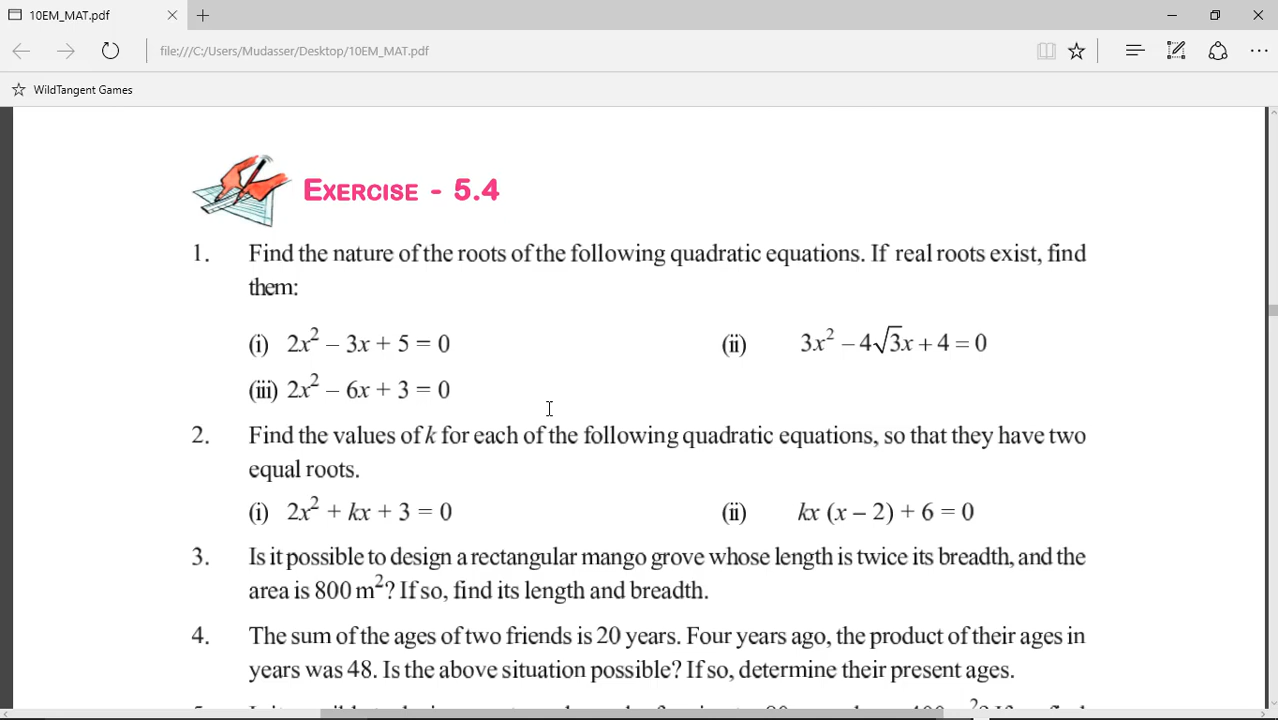 10EM_MAT.pdf
file:///C:/Users/Mudasser/Desktop/10EM_MAT.pdf
WildTangent Games
EXERCISE - 5.4
1. Find the nature of the roots of the following quadratic equations. If real roots exist, find
them:
(i) 2x² – 3x + 5 = 0 (ii) 3x² – 4√3x + 4 = 0
(iii) 2x² – 6x + 3 = 0
2. Find the values of k for each of the following quadratic equations, so that they have two
equal roots.
(i) 2x² + kx + 3 = 0 (ii) kx (x – 2) + 6 = 0
3. Is it possible to design a rectangular mango grove whose length is twice its breadth, and the
area is 800 m²? If so, find its length and breadth.
4. The sum of the ages of two friends is 20 years. Four years ago, the product of their ages in
years was 48. Is the above situation possible? If so, determine their present ages.